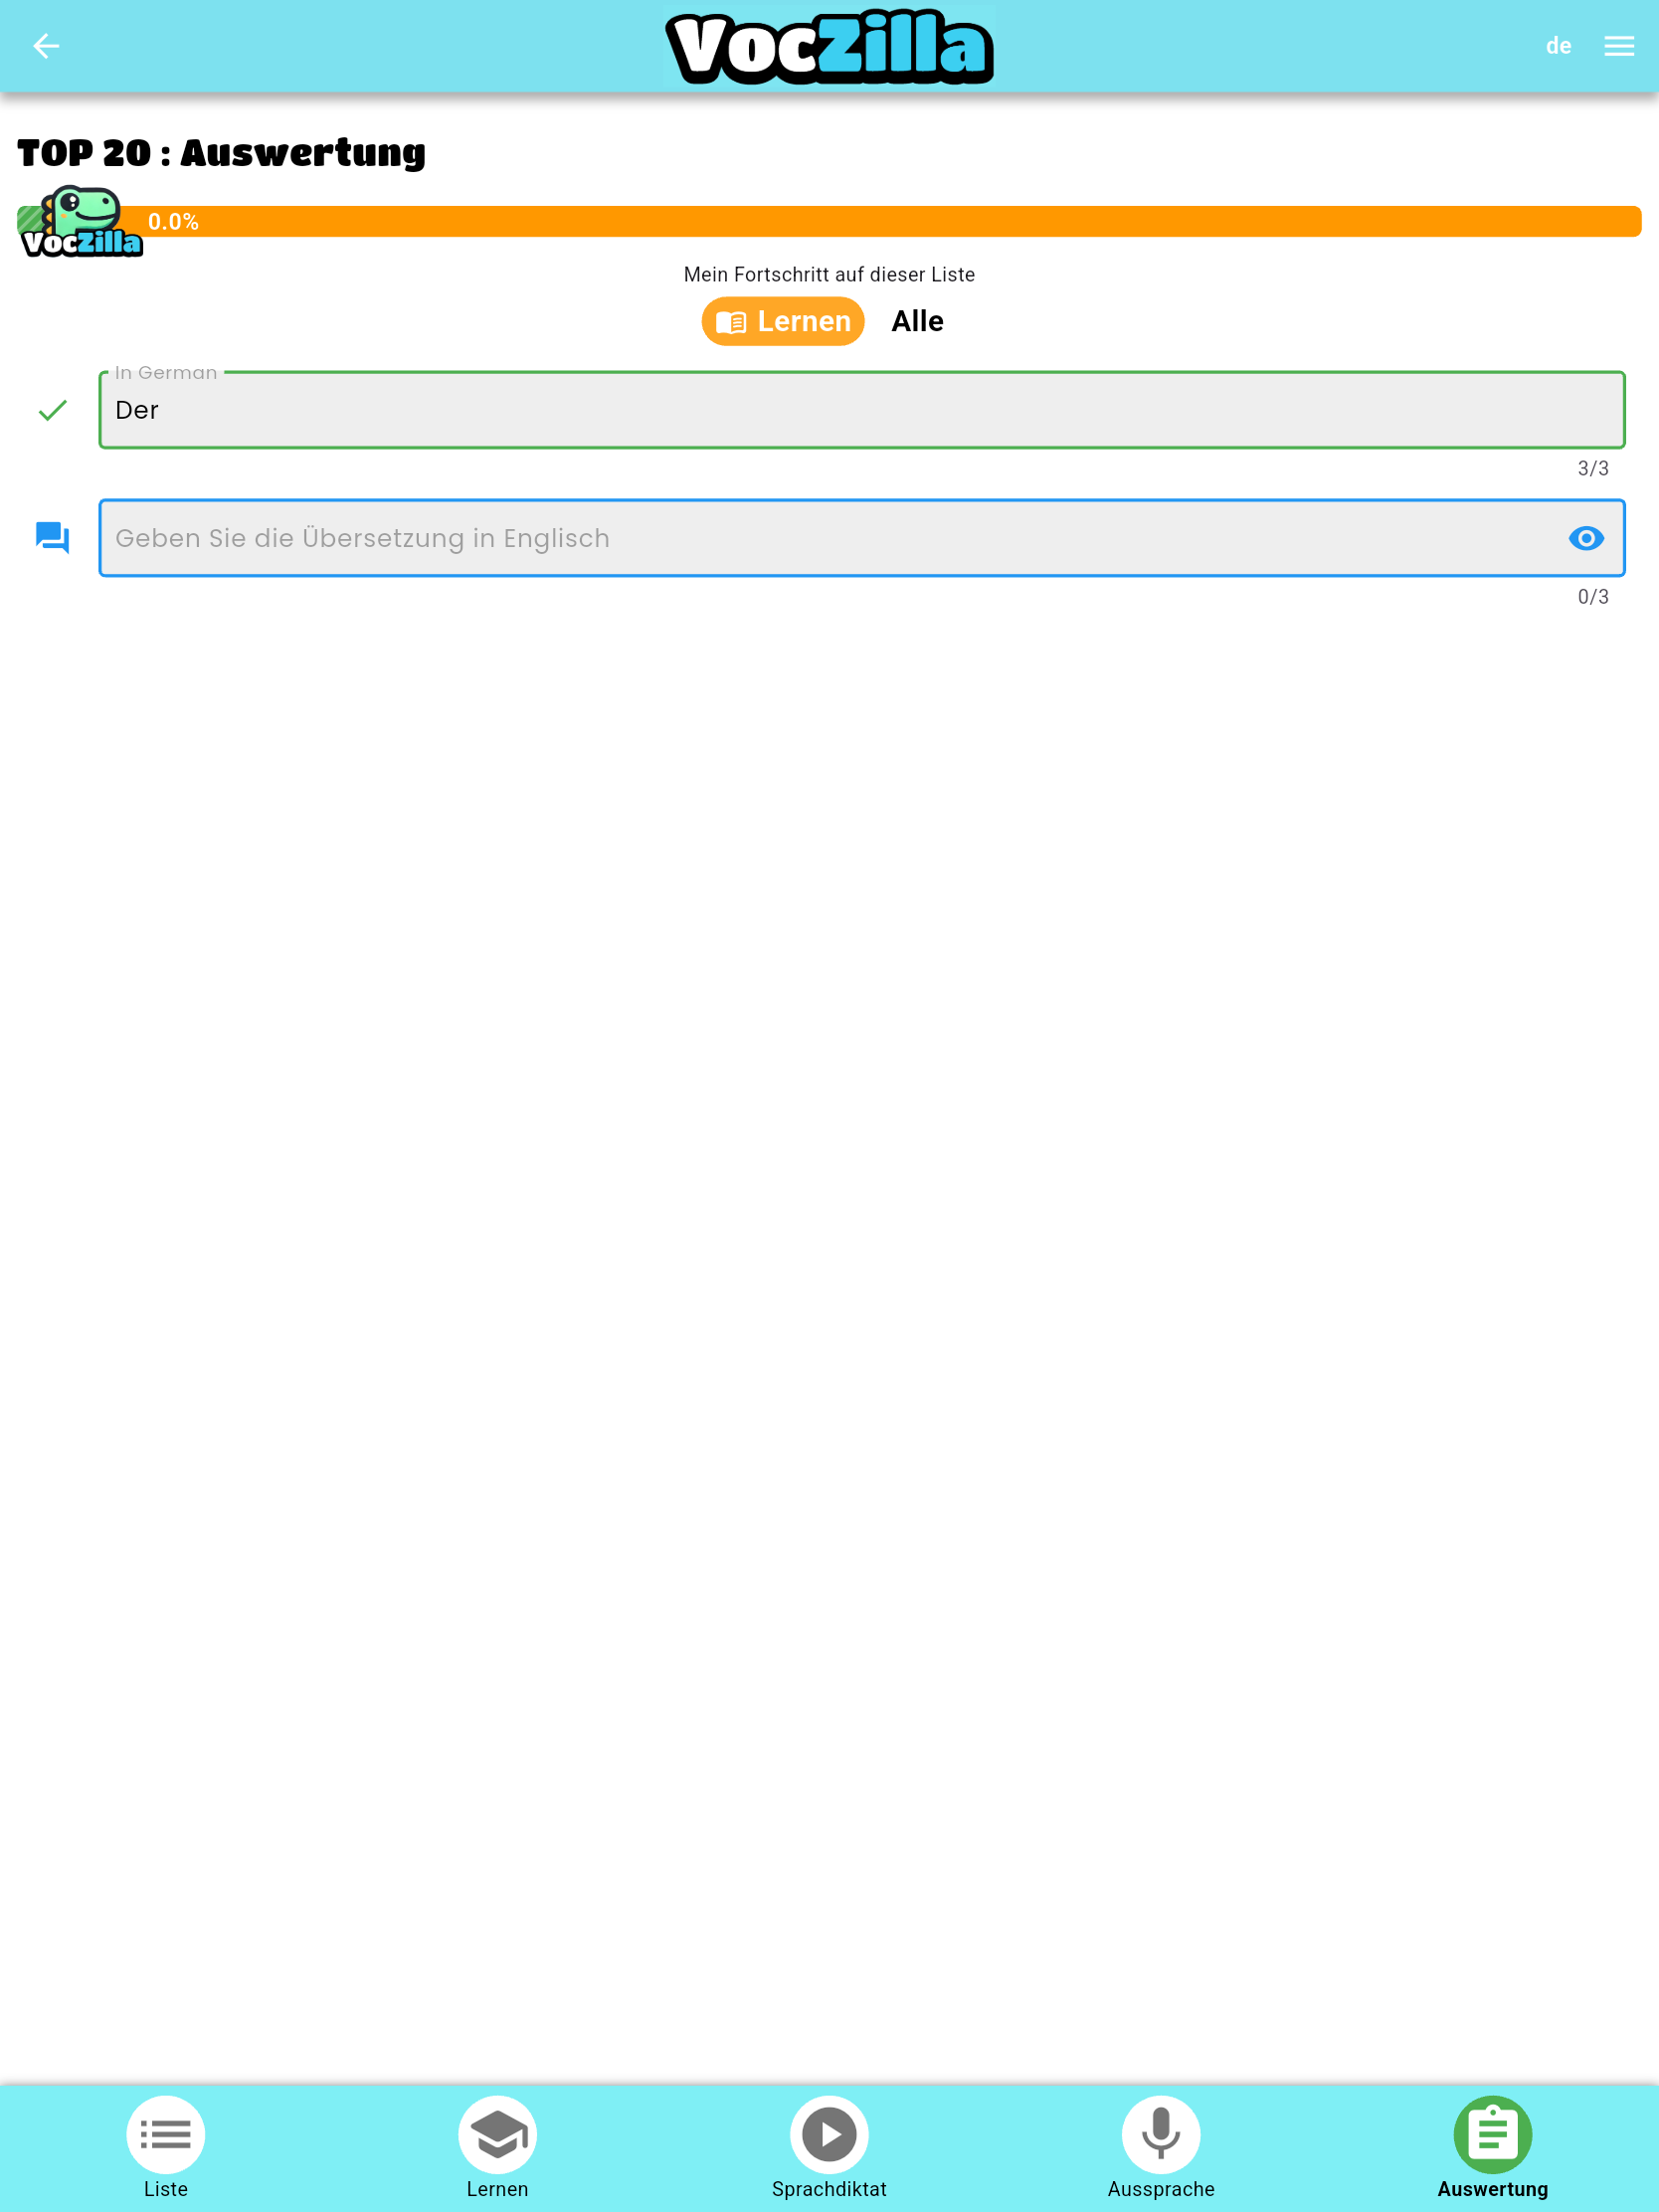 VocZilla
de
TOP 20 : Auswertung
VocZilla
0.0%
Mein Fortschritt auf dieser Liste
Lernen
Alle
In German
Der
3/3
Geben Sie die Übersetzung in Englisch
0/3
Liste
Lernen
Sprachdiktat
Aussprache
Auswertung